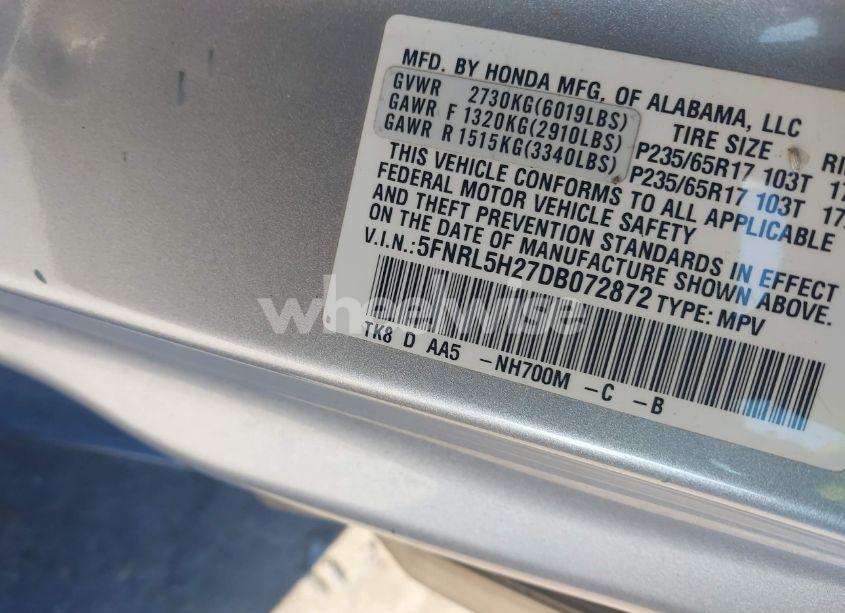 MFD. BY HONDA MFG, OF ALABAMA, LLC
GVWR 2730KG(6019LBS) TIRE SIZE
GAWR F 1320KG(2910LBS) P235/65R17 103T
GAWR R 1515KG(3340LBS) P235/65R17 103T
THIS VEHICLE CONFORMS TO ALL APPLICABLE
FEDERAL MOTOR VEHICLE SAFETY
AND THEFT PREVENTION STANDARDS IN EFFECT
ON THE DATE OF MANUFACTURE SHOWN ABOVE.
V.I.N.:5FNRL5H27DB072872 TYPE: MPV
TK8 D AA5 -NH700M -C -B
wheelwise